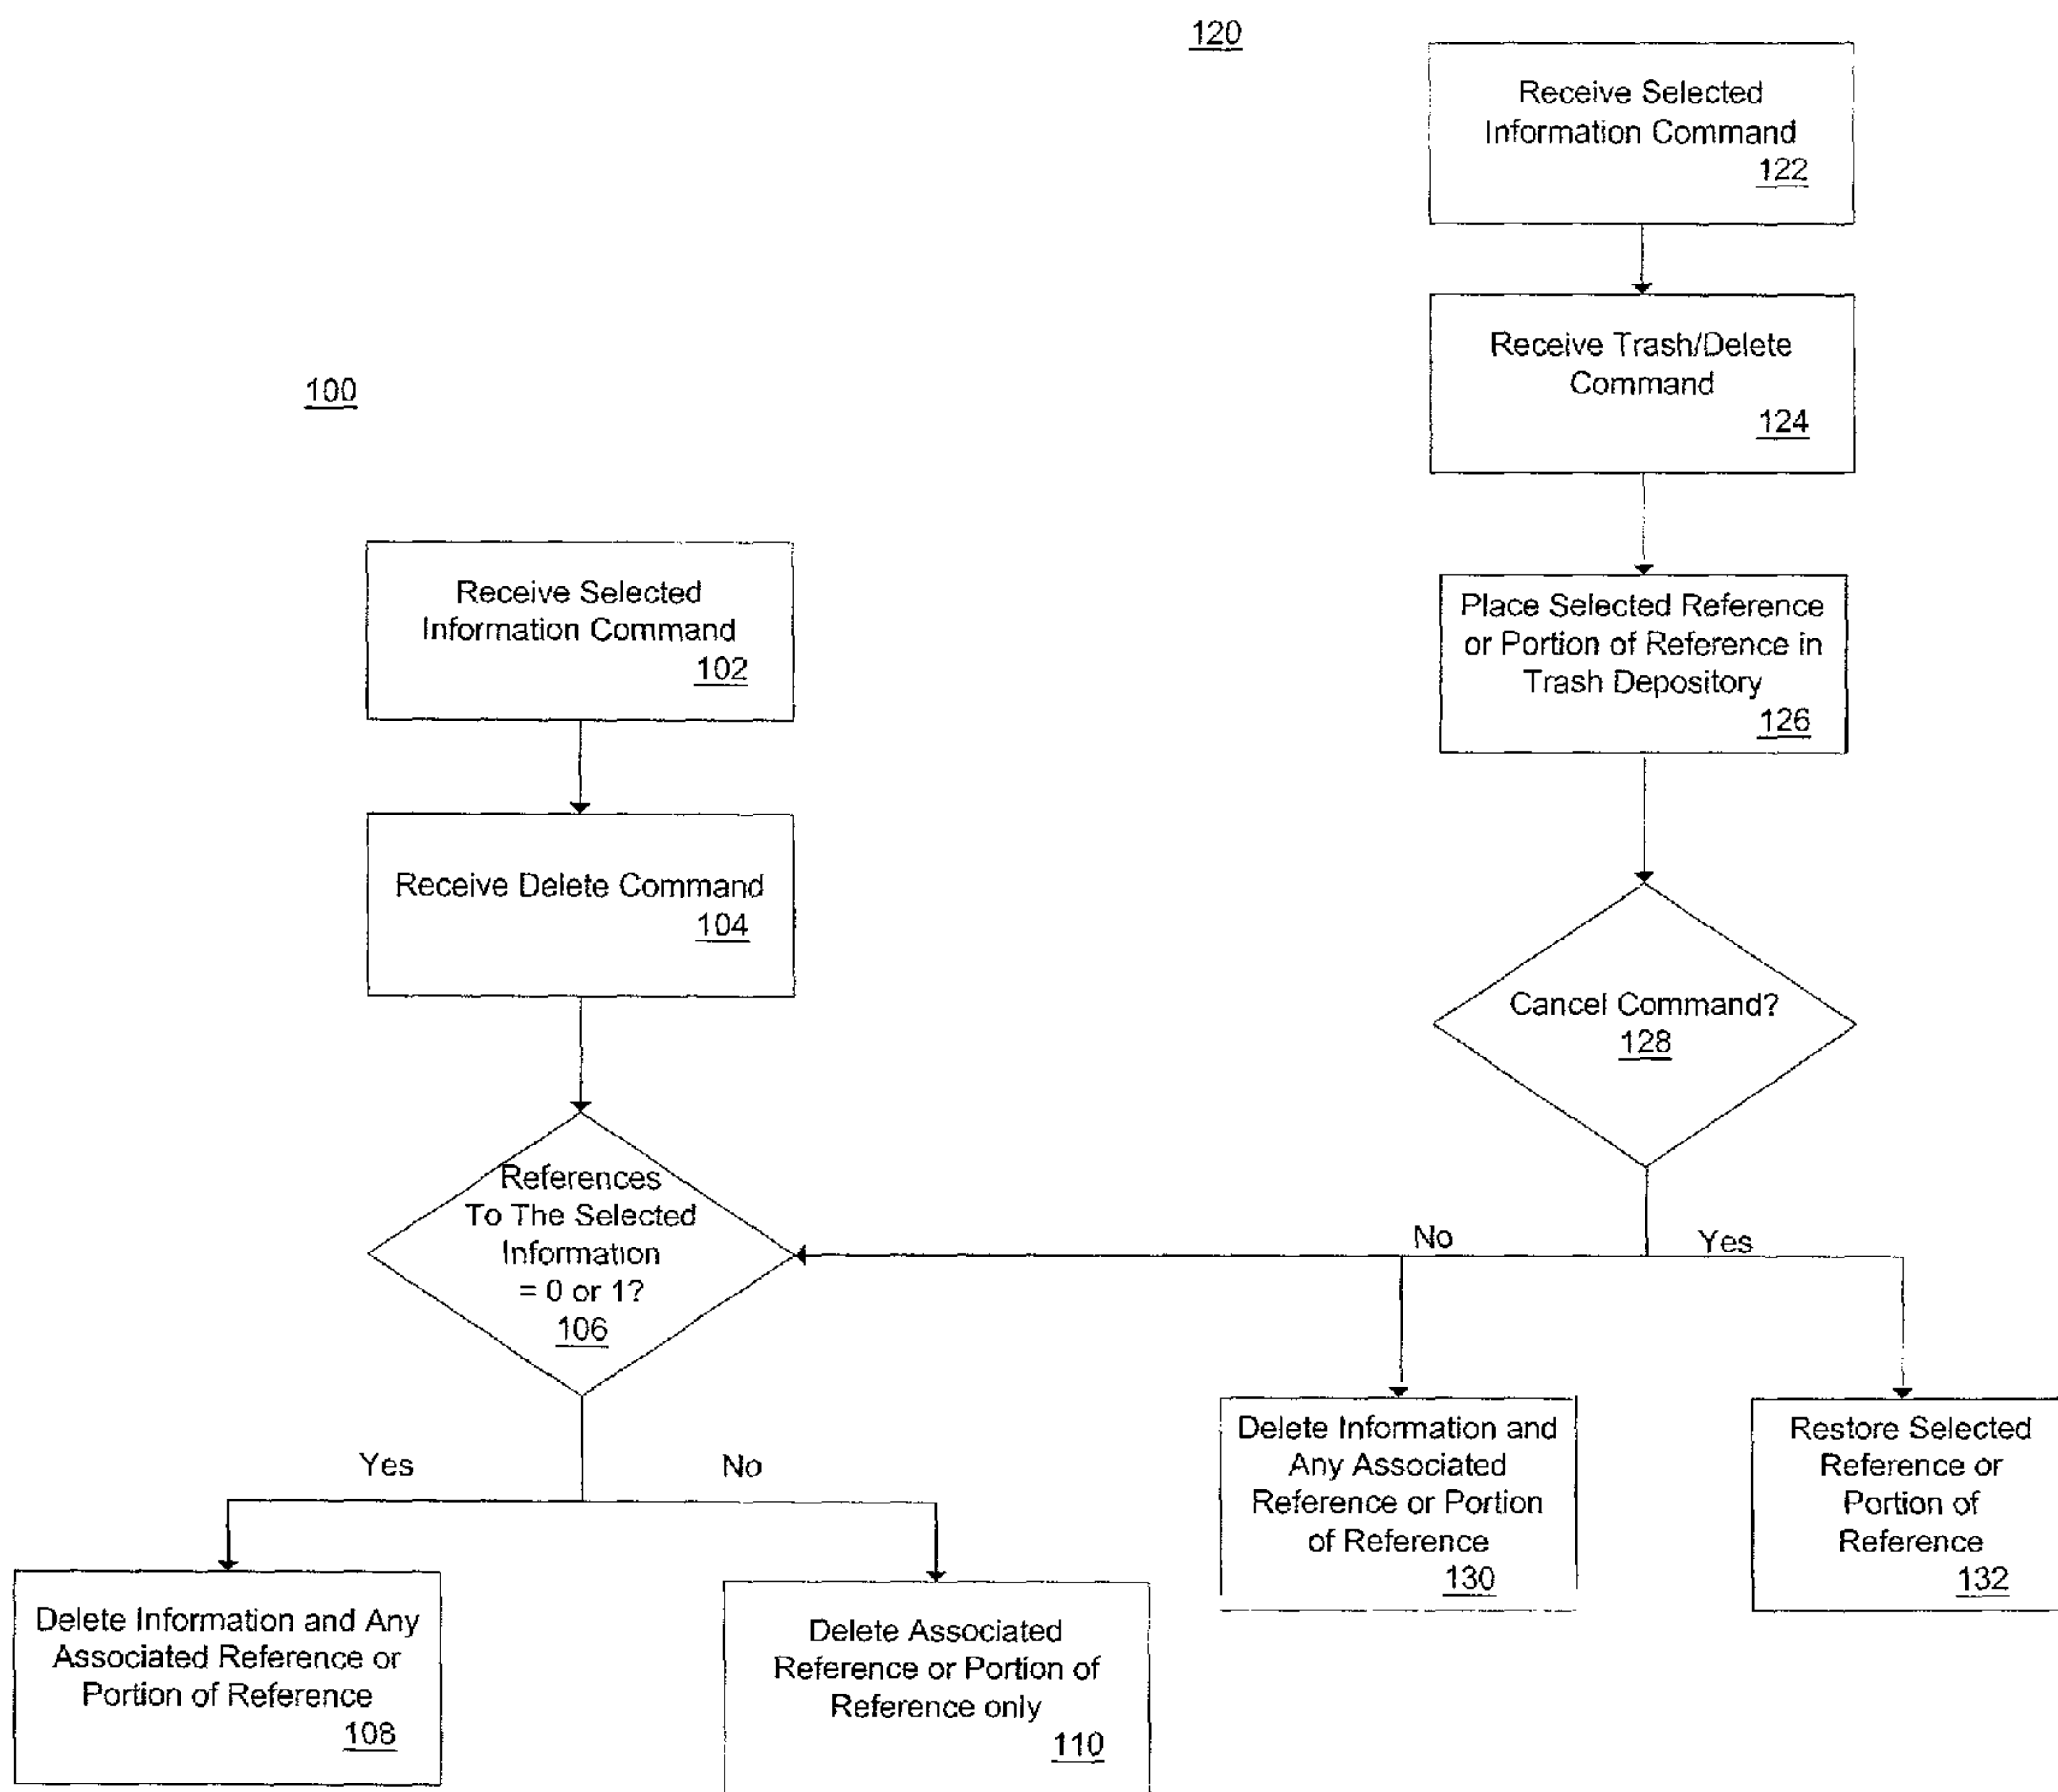 120
Receive Selected
Information Command
122
Receive Trash/Delete
Command
124
100
Place Selected Reference
or Portion of Reference in
Trash Depository
126
Receive Selected
Information Command
102
Receive Delete Command
104
Cancel Command?
128
References
To The Selected
Information
= 0 or 1?
106
No
Yes
Yes
No
Delete Information and
Any Associated
Reference or Portion
of Reference
130
Restore Selected
Reference or
Portion of
Reference
132
Delete Information and Any
Associated Reference or
Portion of Reference
108
Delete Associated
Reference or Portion of
Reference only
110